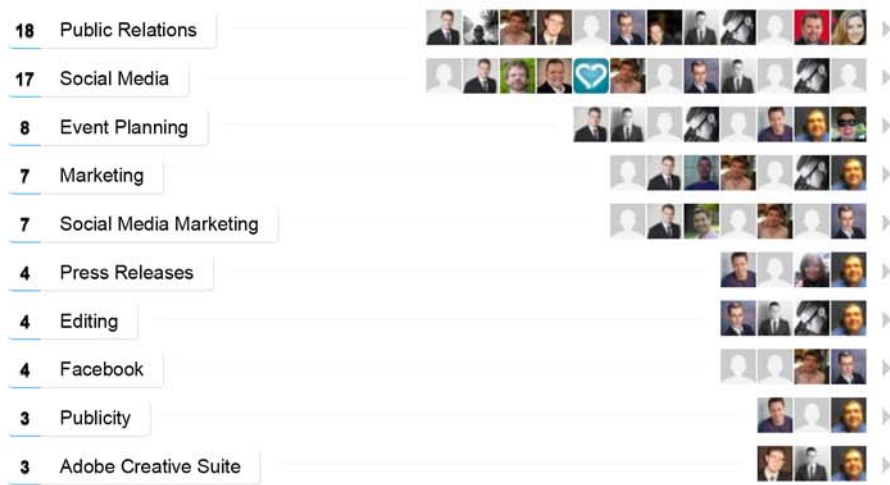 18 Public Relations
17 Social Media
8 Event Planning
7 Marketing
7 Social Media Marketing
4 Press Releases
4 Editing
4 Facebook
3 Publicity
3 Adobe Creative Suite